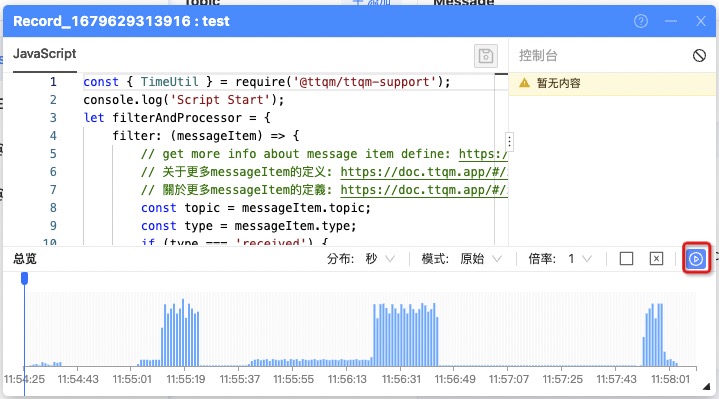 Topic
添加
Message
Record_1679629313916 : test
JavaScript
控制台
暂无内容
1 const { TimeUtil } = require('@ttqm/ttqm-support');
2 console.log('Script Start');
3 let filterAndProcessor = {
4 filter: (messageItem) => {
5 // get more info about message item define: https:/
6 // 关于更多messageItem的定义: https://doc.ttqm.app/#/
7 // 關於更多messageItem的定義: https://doc.ttqm.app/#/
8 const topic = messageItem.topic;
9 const type = messageItem.type;
10 if (type === 'received') {
总览
分布: 秒
模式: 原始
倍率: 1
11:54:25 11:54:43 11:55:01 11:55:19 11:55:37 11:55:55 11:56:13 11:56:31 11:56:49 11:57:07 11:57:25 11:57:43 11:58:01